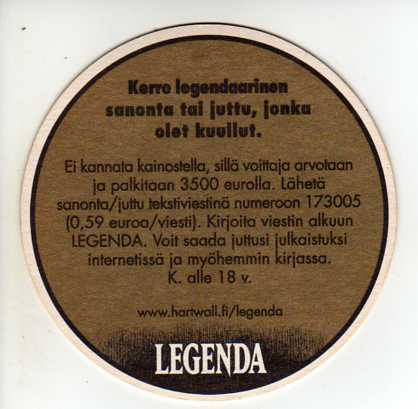 Kerro legendaarinen
sanonta tai juttu, jonka
olet kuullut.
Ei kannata kainostella, sillä voittaja arvotaan
ja palkitaan 3500 eurolla. Lähetä
sanonta/juttu tekstiviestinä numeroon 173005
(0,59 euroa/viesti). Kirjoita viestin alkuun
LEGENDA. Voit saada juttusi julkaistuksi
internetissä ja myöhemmin kirjassa.
K. alle 18 v.
www.hartwall.fi/legenda
LEGENDA